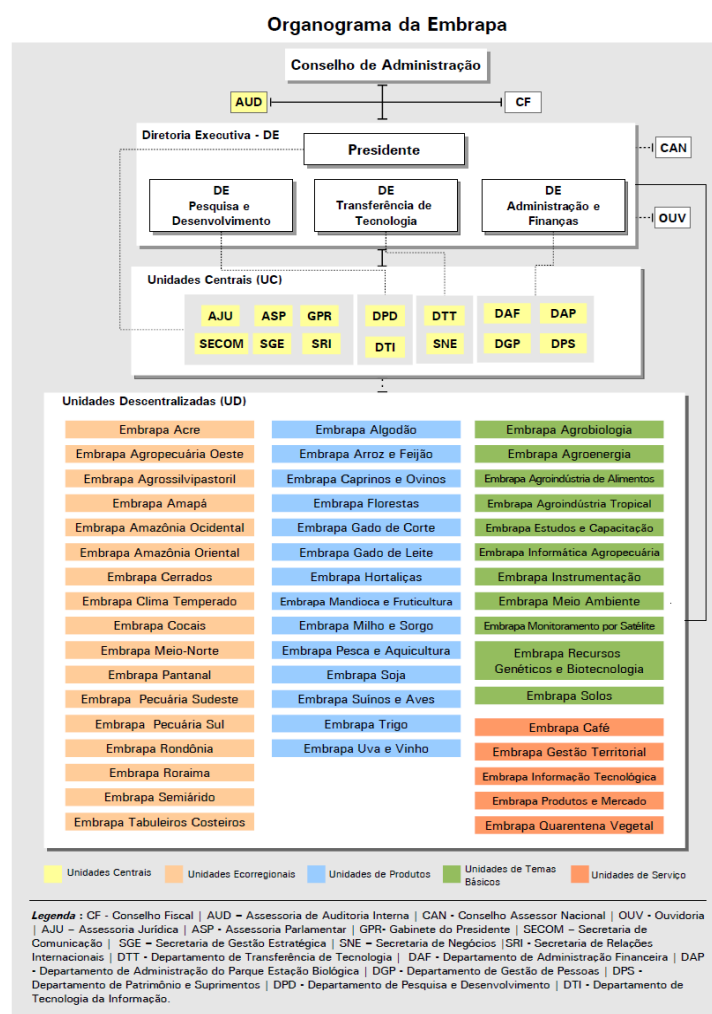 Organograma da Embrapa
Conselho de Administração
AUD
CF
Diretoria Executiva - DE
Presidente
CAN
DE
Pesquisa e
Desenvolvimento
DE
Transferência de
Tecnologia
DE
Administração e
Finanças
OUV
Unidades Centrais (UC)
AJU ASP GPR DPD DTT DAF DAP
SECOM SGE SRI DTI SNE DGP DPS
Unidades Descentralizadas (UD)
Embrapa Acre
Embrapa Agropecuária Oeste
Embrapa Agrossilvipastoril
Embrapa Amapá
Embrapa Amazônia Ocidental
Embrapa Amazônia Oriental
Embrapa Cerrados
Embrapa Clima Temperado
Embrapa Cocais
Embrapa Meio-Norte
Embrapa Pantanal
Embrapa Pecuária Sudeste
Embrapa Pecuária Sul
Embrapa Rondônia
Embrapa Roraima
Embrapa Semiárido
Embrapa Tabuleiros Costeiros
Embrapa Algodão
Embrapa Arroz e Feijão
Embrapa Caprinos e Ovinos
Embrapa Florestas
Embrapa Gado de Corte
Embrapa Gado de Leite
Embrapa Hortaliças
Embrapa Mandioca e Fruticultura
Embrapa Milho e Sorgo
Embrapa Pesca e Aquicultura
Embrapa Soja
Embrapa Suínos e Aves
Embrapa Trigo
Embrapa Uva e Vinho
Embrapa Agrobiologia
Embrapa Agroenergia
Embrapa Agroindústria de Alimentos
Embrapa Agroindústria Tropical
Embrapa Estudos e Capacitação
Embrapa Informática Agropecuária
Embrapa Instrumentação
Embrapa Meio Ambiente
Embrapa Monitoramento por Satélite
Embrapa Recursos
Genéticos e Biotecnologia
Embrapa Solos
Embrapa Café
Embrapa Gestão Territorial
Embrapa Informação Tecnológica
Embrapa Produtos e Mercado
Embrapa Quarentena Vegetal
Unidades Centrais
Unidades Ecorregionais
Unidades de Produtos
Unidades de Temas
Básicos
Unidades de Serviço
Legenda : CF - Conselho Fiscal | AUD – Assessoria de Auditoria Interna | CAN - Conselho Assessor Nacional | OUV - Ouvidoria
| AJU – Assessoria Jurídica | ASP - Assessoria Parlamentar | GPR- Gabinete do Presidente | SECOM – Secretaria de
Comunicação | SGE – Secretaria de Gestão Estratégica | SNE – Secretaria de Negócios |SRI - Secretaria de Relações
Internacionais | DTT - Departamento de Transferência de Tecnologia | DAF - Departamento de Administração Financeira | DAP
- Departamento de Administração do Parque Estação Biológica | DGP - Departamento de Gestão de Pessoas | DPS -
Departamento de Patrimônio e Suprimentos | DPD - Departamento de Pesquisa e Desenvolvimento | DTI - Departamento de
Tecnologia da Informação.